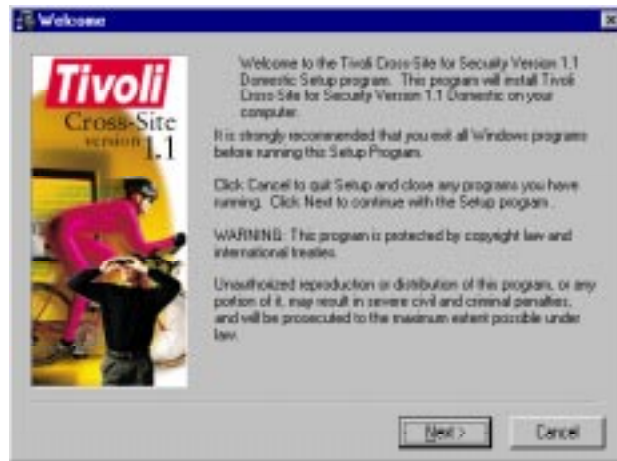 Welcome
Tivoli
Cross-Site
version 1.1
Welcome to the Tivoli Cross-Site for Security Version 1.1
Domestic Setup program. This program will install Tivoli
Cross-Site for Security Version 1.1 Domestic on your
computer.
It is strongly recommended that you exit all Windows programs
before running this Setup Program.
Click Cancel to quit Setup and close any programs you have
running. Click Next to continue with the Setup program.
WARNING: This program is protected by copyright law and
international treaties.
Unauthorized reproduction or distribution of this program, or any
portion of it, may result in severe civil and criminal penalties,
and will be prosecuted to the maximum extent possible under
law.
Next >
Cancel